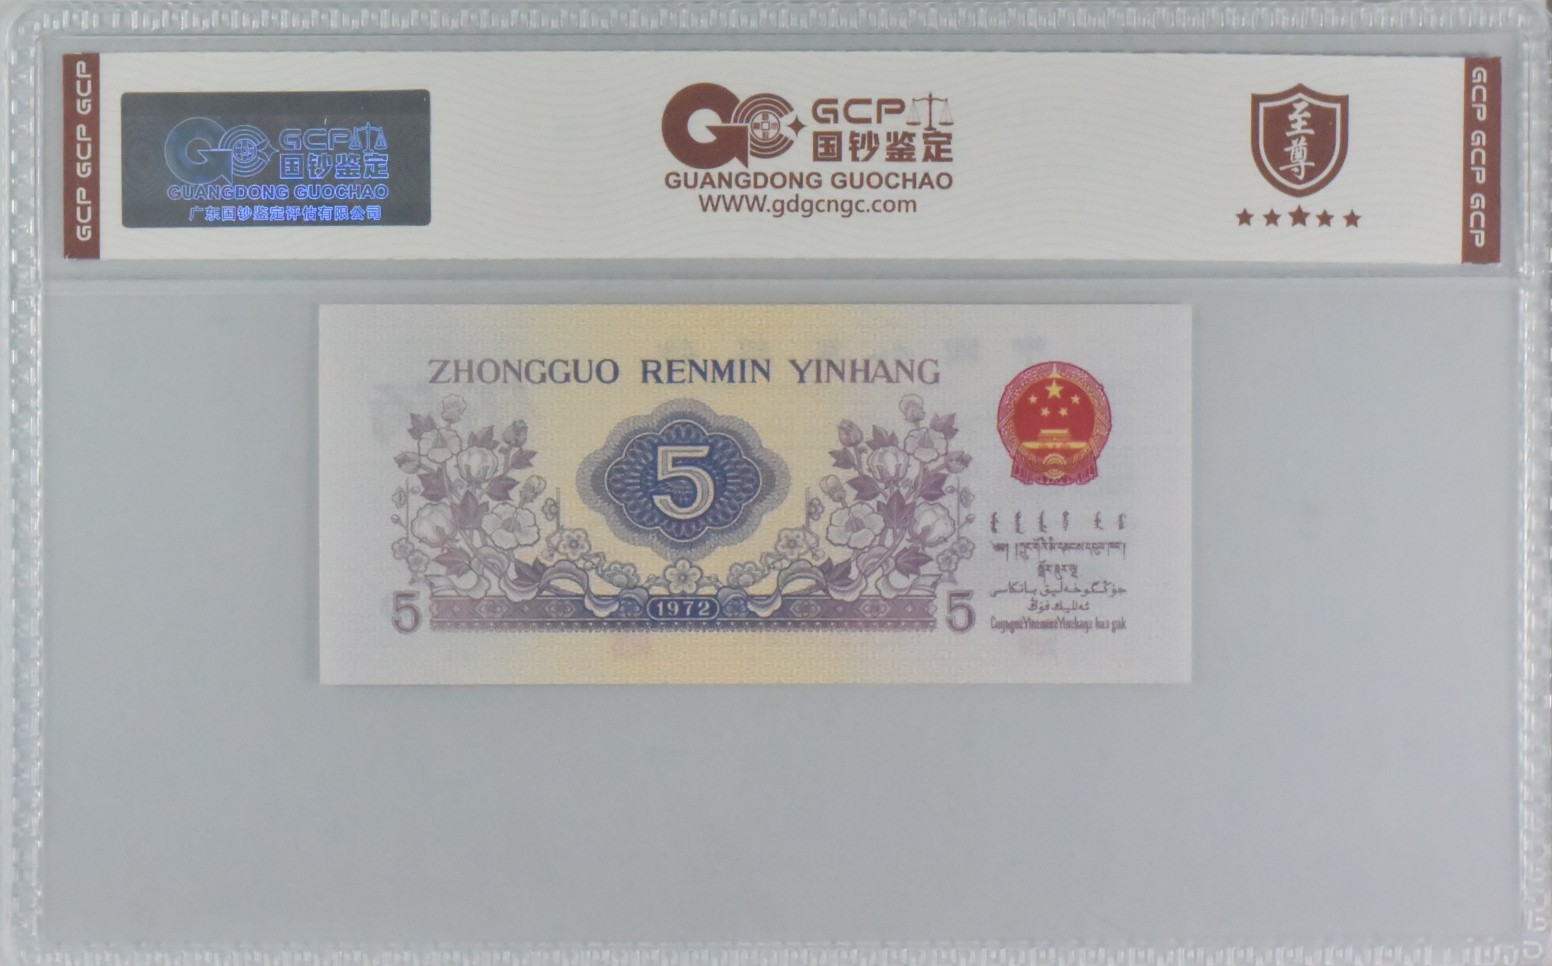 GCP GCP GCP
GCP
国钞鉴定
GUANGDONG GUOCHAO
广东国钞鉴定评估有限公司
GCP
国钞鉴定
GUANGDONG GUOCHAO
WWW.gdgcngc.com
至尊
GCP GCP GCP
ZHONGGUO RENMIN YINHANG
5
5 1972 5
جۇڭگوخەلىق بانكاسى